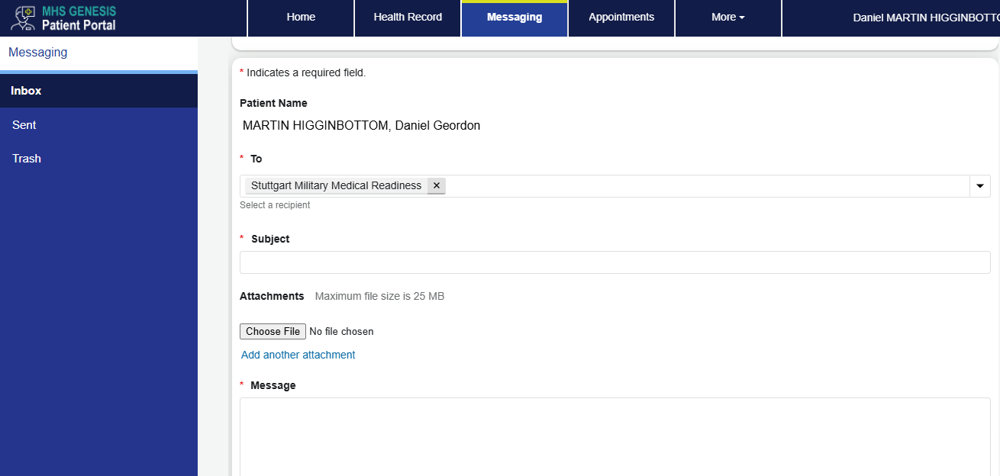 MHS GENESIS
Patient Portal
Home
Health Record
Messaging
Appointments
More
Daniel MARTIN HIGGINBOTTO
Messaging
Inbox
Sent
Trash
* Indicates a required field.
Patient Name
MARTIN HIGGINBOTTOM, Daniel Geordon
* To
Stuttgart Military Medical Readiness ×
Select a recipient
* Subject
Attachments Maximum file size is 25 MB
Choose File No file chosen
Add another attachment
* Message